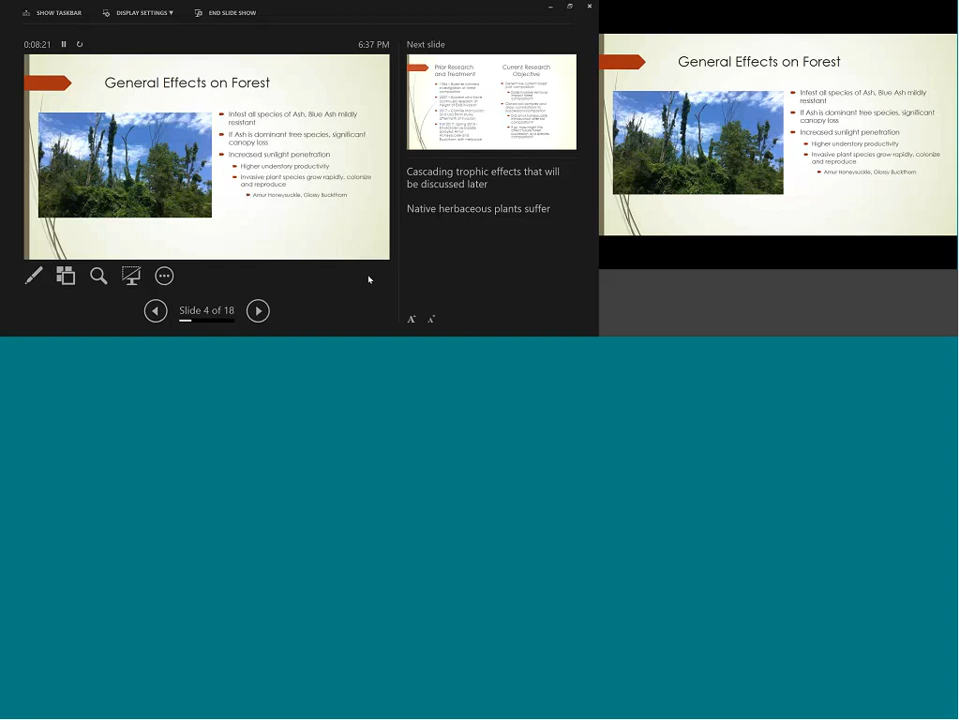 SHOW TASKBAR
DISPLAY SETTINGS ▼
END SLIDE SHOW
0:08:21
6:37 PM
General Effects on Forest
Infest all species of Ash, Blue Ash mildly
resistant
If Ash is dominant tree species, significant
canopy loss
Increased sunlight penetration
Higher understory productivity
Invasive plant species grow rapidly, colonize
and reproduce
Amur Honeysuckle, Glossy Buckthorn
Slide 4 of 18
Next slide
Prior Research
and Treatment
Current Research
Objective
Cascading trophic effects that will
be discussed later
Native herbaceous plants suffer
A
A
General Effects on Forest
Infest all species of Ash, Blue Ash mildly
resistant
If Ash is dominant tree species, significant
canopy loss
Increased sunlight penetration
Higher understory productivity
Invasive plant species grow rapidly, colonize
and reproduce
Amur Honeysuckle, Glossy Buckthorn